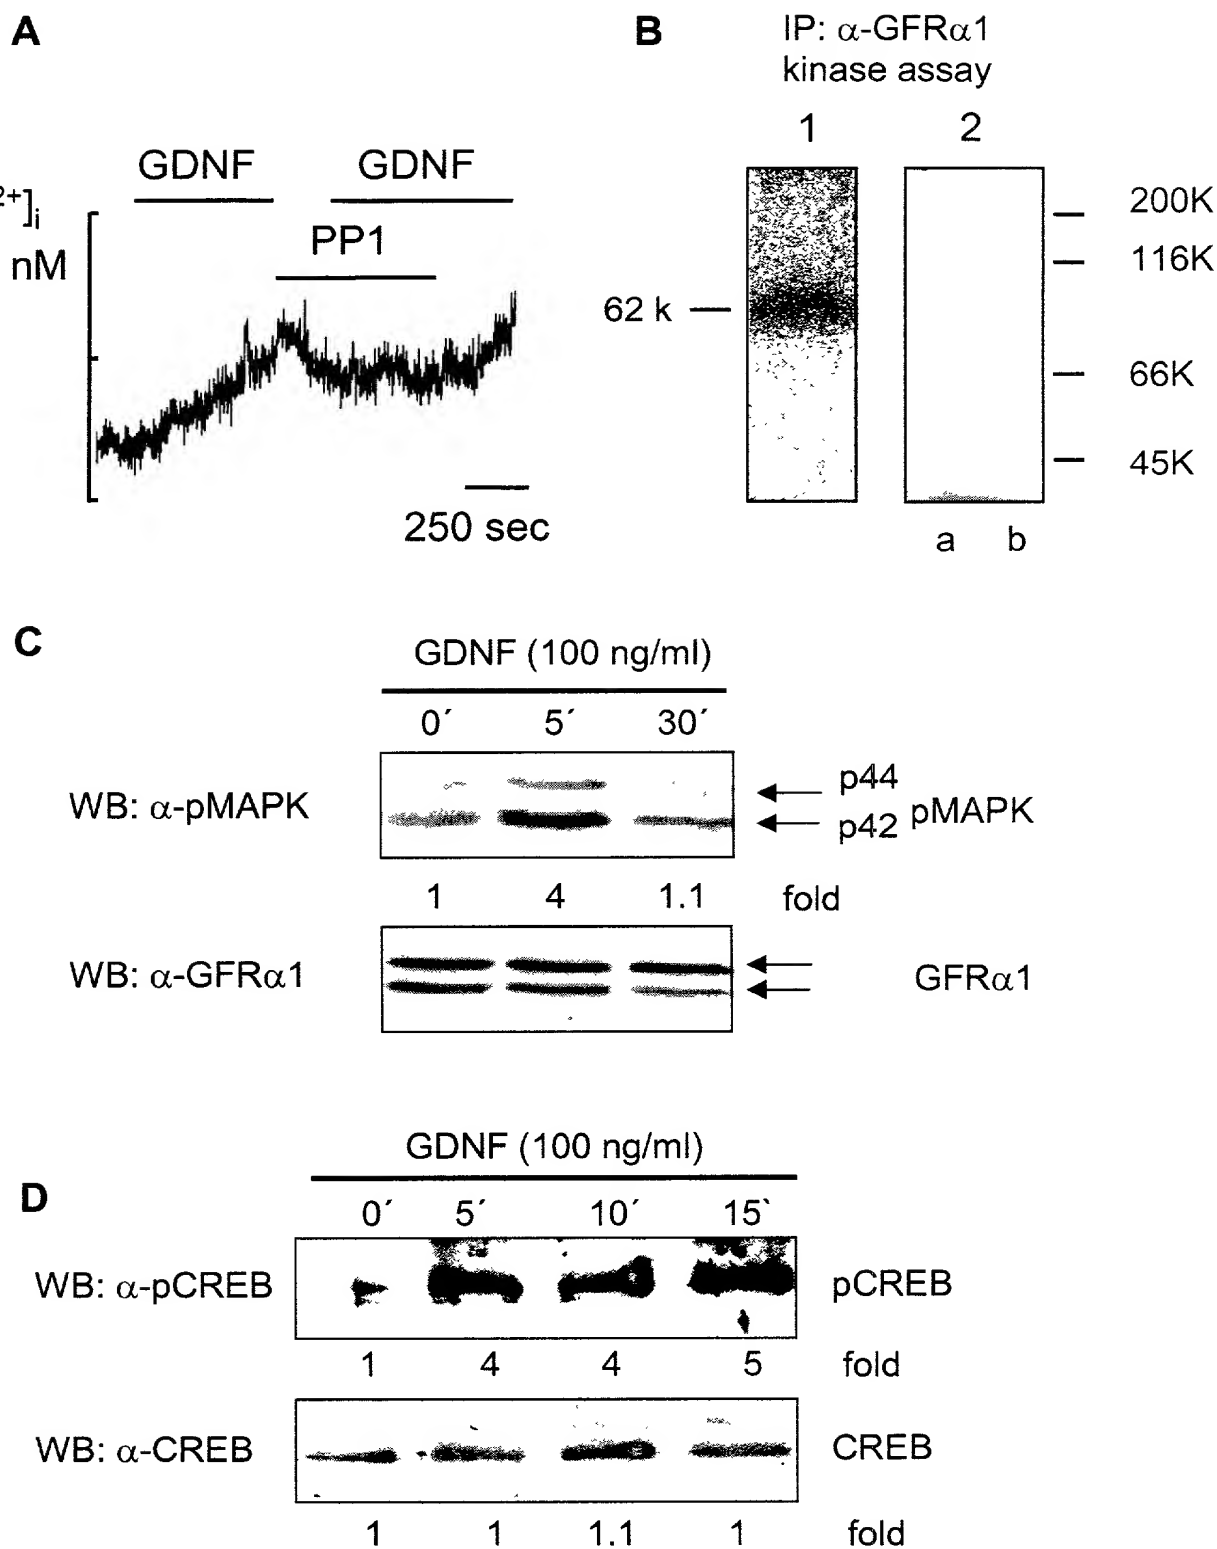 A
GDNF GDNF
2+]i
nM
PP1
250 sec
B
IP: α-GFRα1
kinase assay
1 2
200K
116K
62 k
66K
45K
a b
C
GDNF (100 ng/ml)
0´ 5´ 30´
WB: α-pMAPK
p44
p42
pMAPK
1 4 1.1 fold
WB: α-GFRα1
GFRα1
D
GDNF (100 ng/ml)
0´ 5´ 10´ 15`
WB: α-pCREB
pCREB
1 4 4 5 fold
WB: α-CREB
CREB
1 1 1.1 1 fold